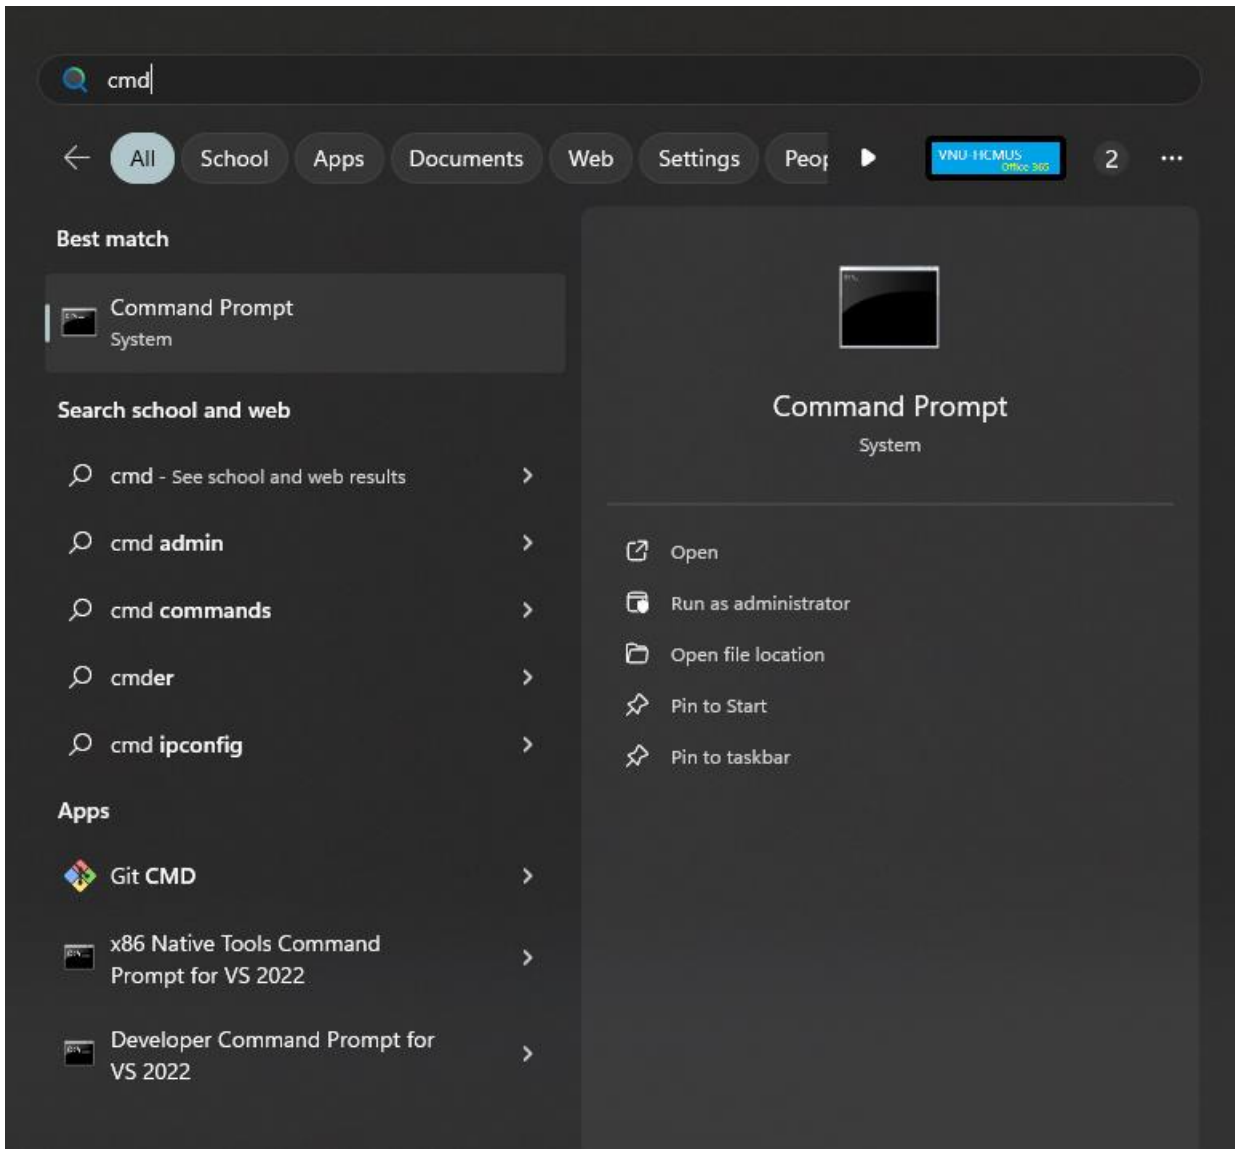 cmd
All School Apps Documents Web Settings Peop
VNU-HCMUS
Office 365
2
Best match
Command Prompt
System
Search school and web
cmd - See school and web results
cmd admin
cmd commands
cmder
cmd ipconfig
Apps
Git CMD
x86 Native Tools Command
Prompt for VS 2022
Developer Command Prompt for
VS 2022
Command Prompt
System
Open
Run as administrator
Open file location
Pin to Start
Pin to taskbar